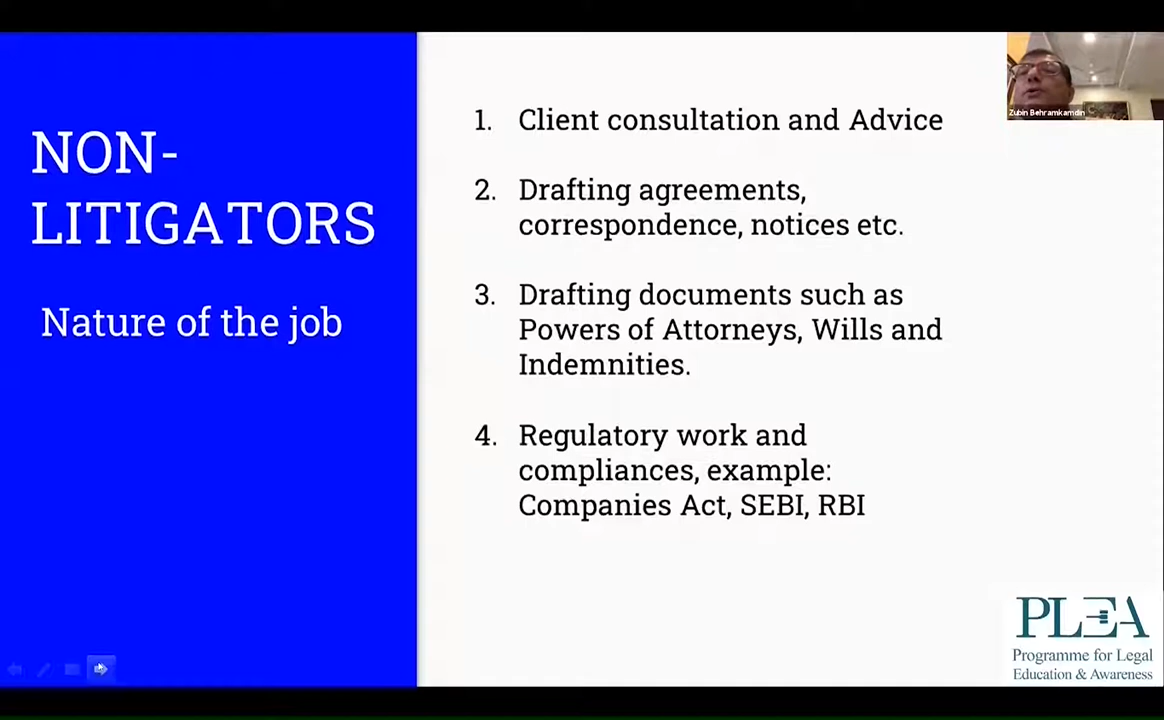 NON-
LITIGATORS
Nature of the job
1. Client consultation and Advice
2. Drafting agreements,
correspondence, notices etc.
3. Drafting documents such as
Powers of Attorneys, Wills and
Indemnities.
4. Regulatory work and
compliances, example:
Companies Act, SEBI, RBI
Zubin Behramkamdin
PLEA
Programme for Legal
Education & Awareness